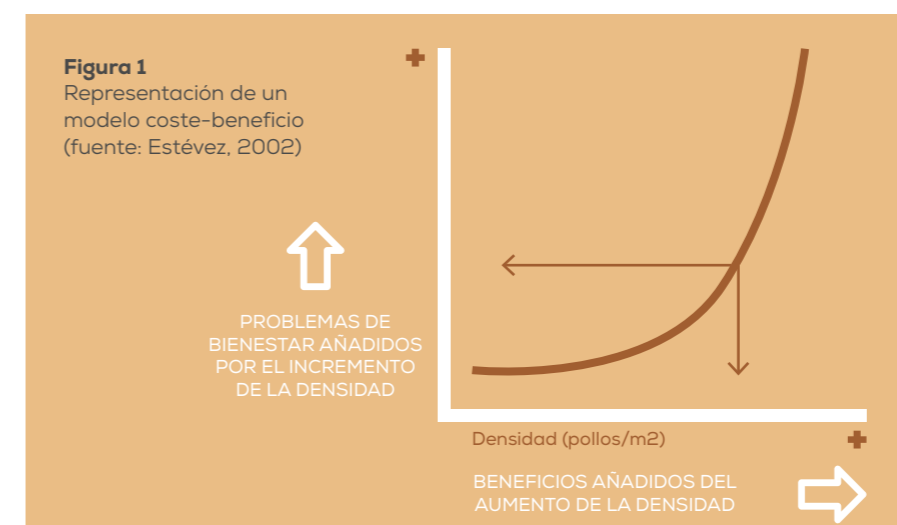 Figura 1
Representación de un
modelo coste-beneficio
(fuente: Estévez, 2002)
PROBLEMAS DE
BIENESTAR AÑADIDOS
POR EL INCREMENTO
DE LA DENSIDAD
Densidad (pollos/m2)
BENEFICIOS AÑADIDOS DEL
AUMENTO DE LA DENSIDAD